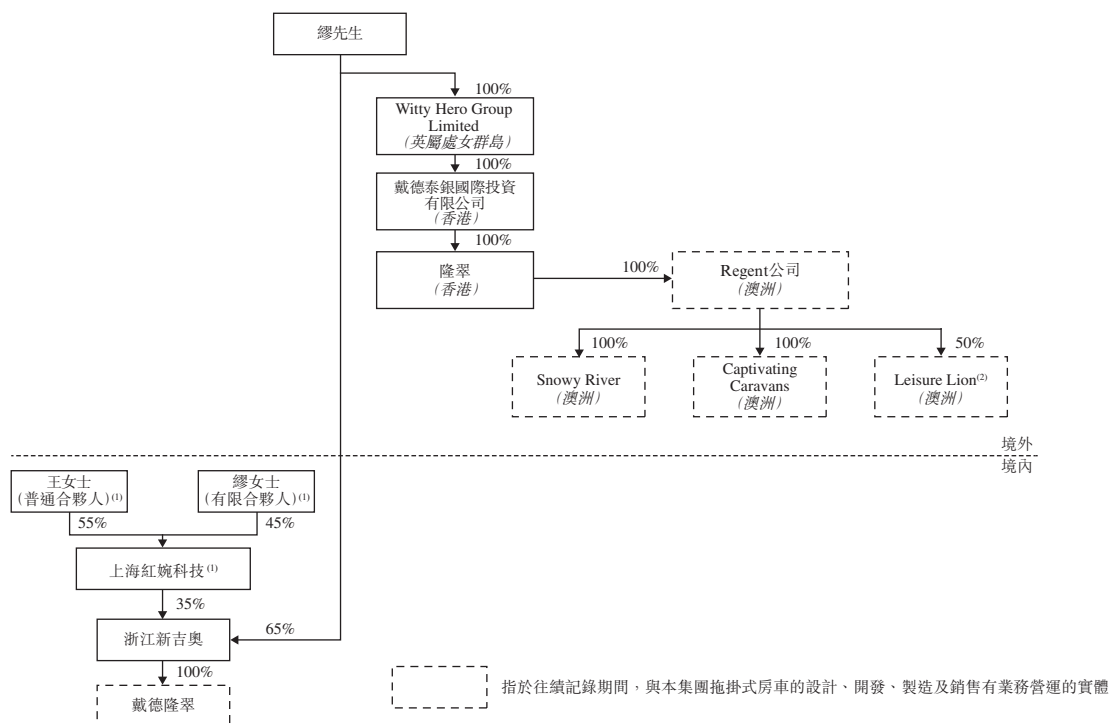 繆先生
100%
Witty Hero Group
Limited
(英屬處女群島)
100%
戴德泰銀國際投資
有限公司
(香港)
100%
隆翠
(香港)
100%
Regent公司
(澳洲)
100%
100%
50%
Snowy River
(澳洲)
Captivating
Caravans
(澳洲)
Leisure Lion(2)
(澳洲)
境外
境內
王女士
(普通合夥人)(1)
繆女士
(有限合夥人)(1)
55%
45%
上海紅婉科技(1)
35%
浙江新吉奧
65%
100%
戴德隆翠
指於往績記錄期間，與本集團拖掛式房車的設計、開發、製造及銷售有業務營運的實體